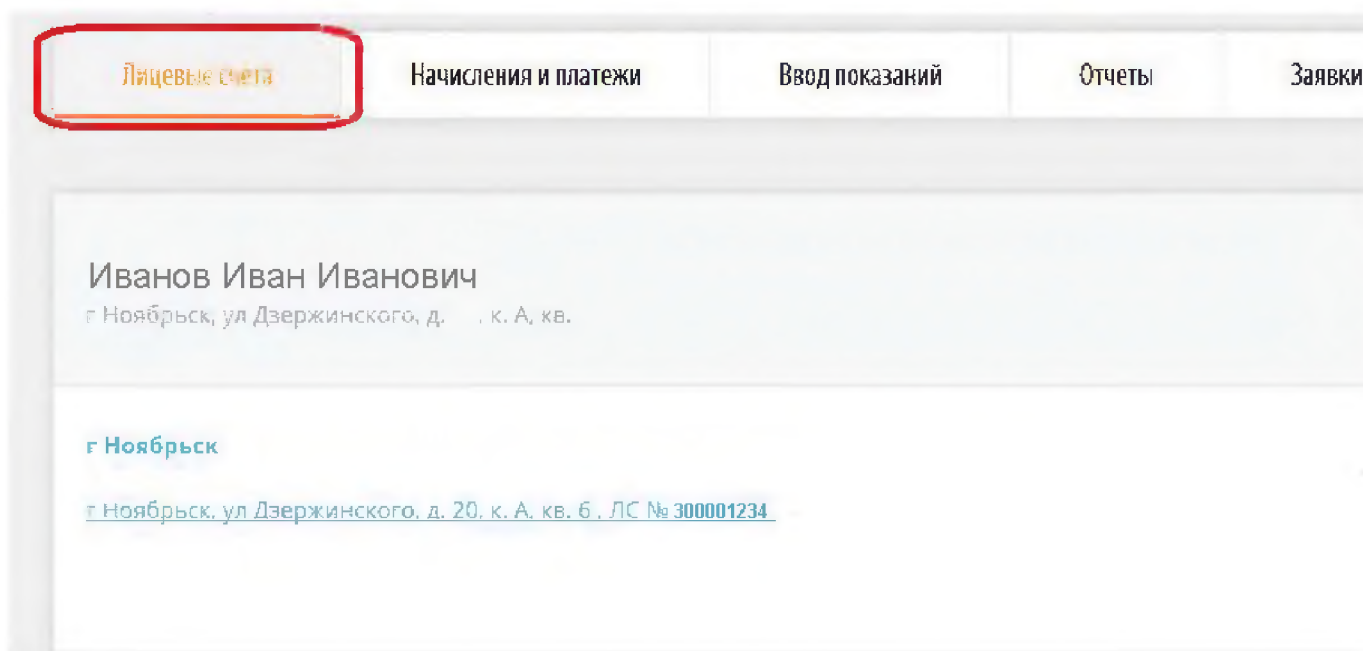 Лицевые счета Начисления и платежи Ввод показаний Отчеты Заявки
Иванов Иван Иванович
г Ноябрьск, ул Дзержинского, д. , к. А, кв.
г Ноябрьск
г Ноябрьск, ул Дзержинского, д. 20, к. А, кв. 6 , ЛС № 300001234